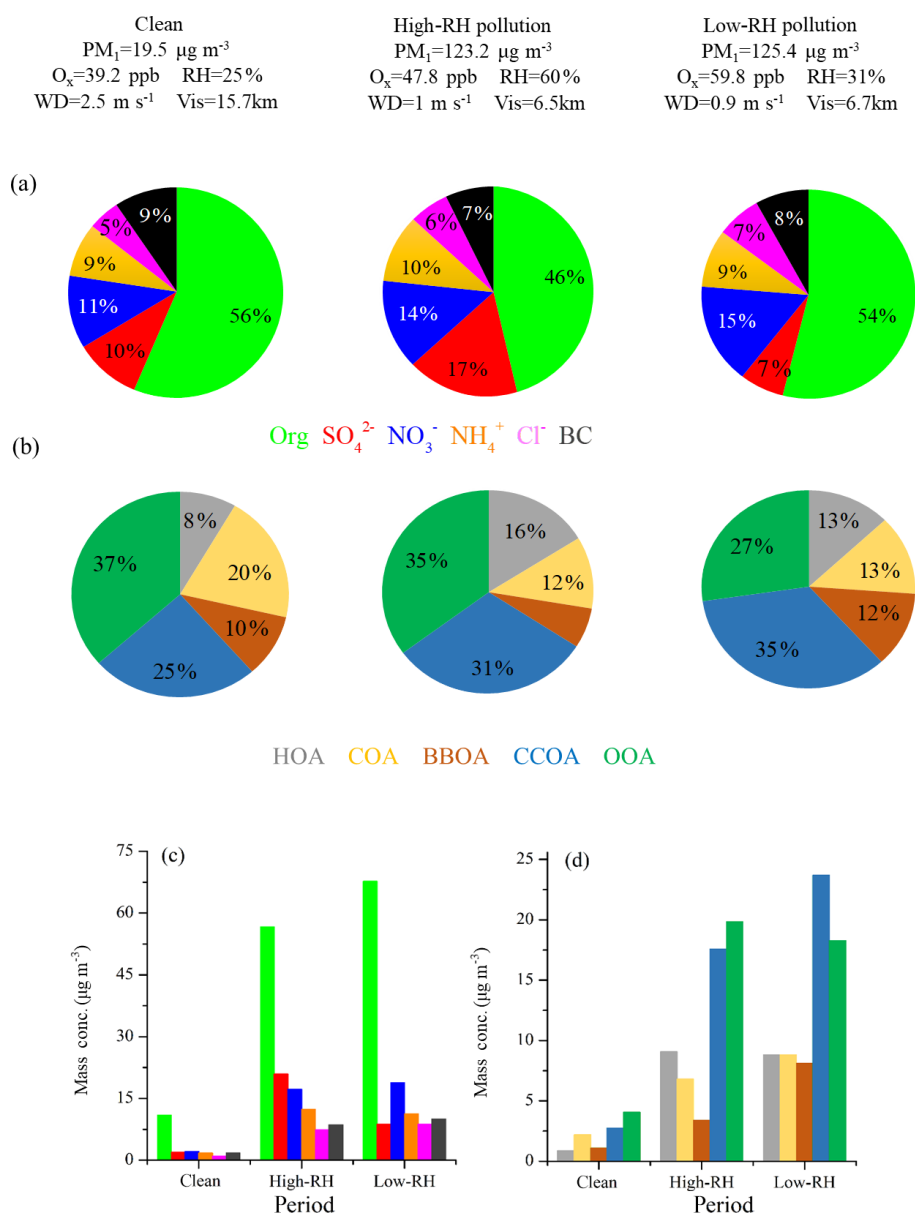 Clean
PM₁=19.5 μg m⁻³
Oₓ=39.2 ppb RH=25%
WD=2.5 m s⁻¹ Vis=15.7km
High-RH pollution
PM₁=123.2 μg m⁻³
Oₓ=47.8 ppb RH=60%
WD=1 m s⁻¹ Vis=6.5km
Low-RH pollution
PM₁=125.4 μg m⁻³
Oₓ=59.8 ppb RH=31%
WD=0.9 m s⁻¹ Vis=6.7km
(a)
9%
5%
9%
11%
10%
56%
7%
6%
10%
14%
17%
46%
8%
7%
9%
15%
7%
54%
Org SO₄²⁻ NO₃⁻ NH₄⁺ Cl⁻ BC
(b)
8%
37%
20%
10%
25%
16%
35%
12%
31%
13%
27%
13%
12%
35%
HOA COA BBOA CCOA OOA
(c)
75
60
45
30
15
0
Mass conc. (μg m⁻³)
Clean High-RH Low-RH
Period
(d)
25
20
15
10
5
0
Mass conc. (μg m⁻³)
Clean High-RH Low-RH
Period